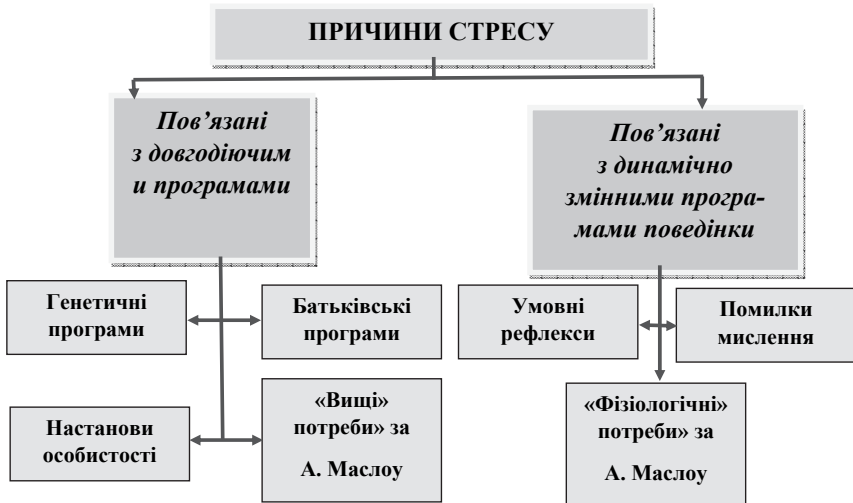 ПРИЧИНИ СТРЕСУ
Пов’язані
з довгодіючим
и програмами
Пов’язані
з динамічно
змінними програ-
мами поведінки
Генетичні
програми
Батьківські
програми
Умовні
рефлекси
Помилки
мислення
Настанови
особистості
«Вищі»
потреби» за
А. Маслоу
«Фізіологічні»
потреби» за
А. Маслоу